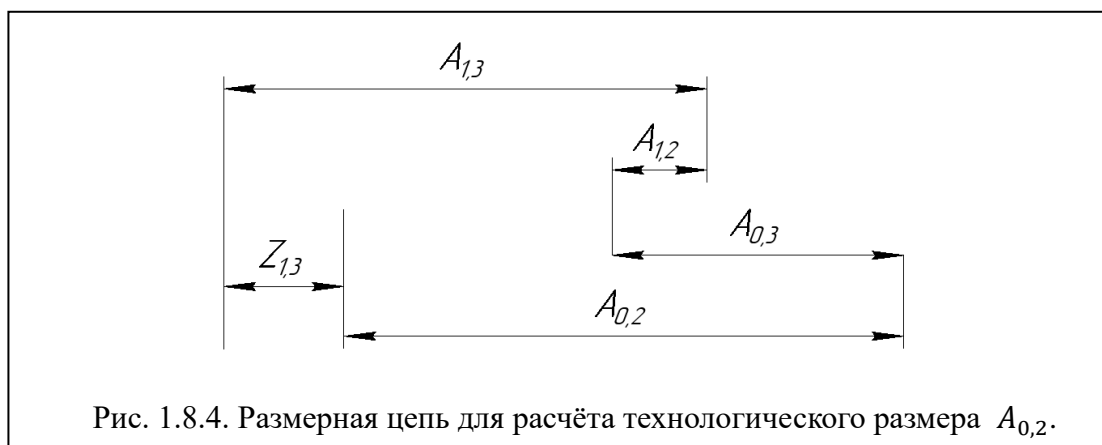 A1,3
A1,2
A0,3
Z1,3
A0,2
Рис. 1.8.4. Размерная цепь для расчёта технологического размера A0,2.